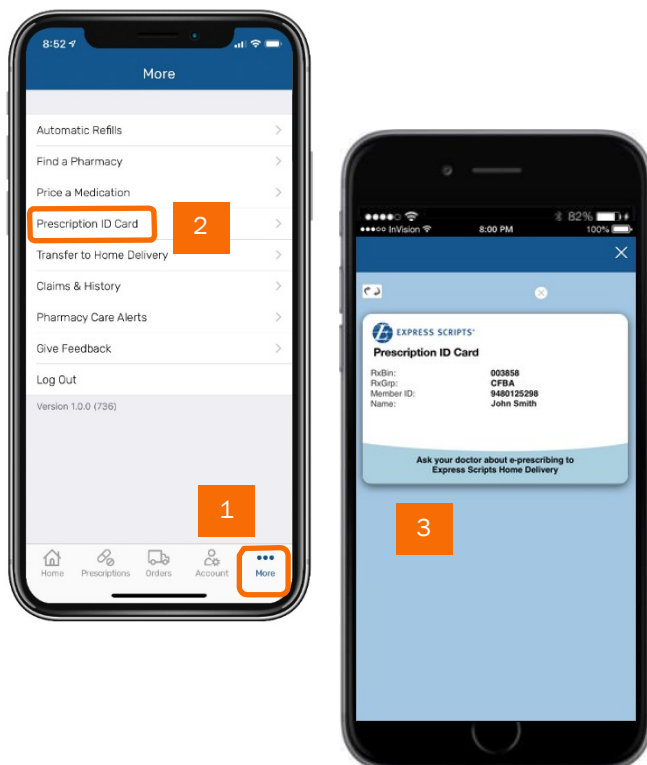 8:52
More
Automatic Refills
Find a Pharmacy
Price a Medication
Prescription ID Card
2
Transfer to Home Delivery
Claims & History
Pharmacy Care Alerts
Give Feedback
Log Out
Version 1.0.0 (736)
1
Home Prescriptions Orders Account More
82%
InVision 8:00 PM 100%
EXPRESS SCRIPTS®
Prescription ID Card
RxBin: 003858
RxGrp: CFBA
Member ID: 9480125298
Name: John Smith
Ask your doctor about e-prescribing to
Express Scripts Home Delivery
3